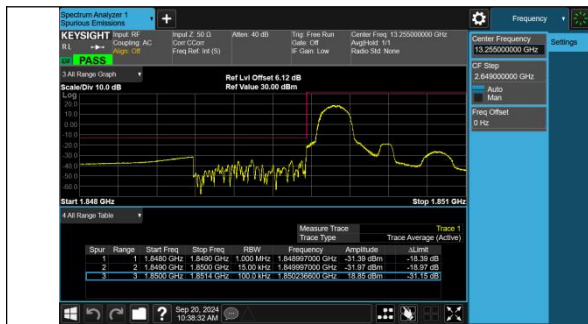 Spectrum Analyzer 1
Spurious Emissions
Frequency
KEYSIGHT Input: RF Input Z: 50 Ω Atten: 40 dB Trig: Free Run Center Freq: 13.255000000 GHz
RL Coupling: AC Corr CCorr Gate: Off Avg|Hold: 1/1
Align: Off Freq Ref: Int (S) IF Gain: Low Radio Std: None
PASS
Center Frequency
13.255000000 GHz
Settings
CF Step
2.649000000 GHz
Auto
Man
Freq Offset
0 Hz
3 All Range Graph
Ref Lvl Offset 6.12 dB
Scale/Div 10.0 dB Ref Value 30.00 dBm
Log
20.0
10.0
0.00
-10.0
-20.0
-30.0
-40.0
-50.0
-60.0
Start 1.848 GHz Stop 1.851 GHz
4 All Range Table
Measure Trace Trace 1
Trace Type Trace Average (Active)
Spur Range Start Freq Stop Freq RBW Frequency Amplitude ΔLimit
1 1 1.8480 GHz 1.8490 GHz 1.000 MHz 1.848997000 GHz -31.39 dBm -18.39 dB
2 2 1.8490 GHz 1.8500 GHz 15.00 kHz 1.849997000 GHz -31.97 dBm -18.97 dB
3 3 1.8500 GHz 1.8514 GHz 100.0 kHz 1.850236600 GHz 18.85 dBm -31.15 dB
Sep 20, 2024
10:38:32 AM